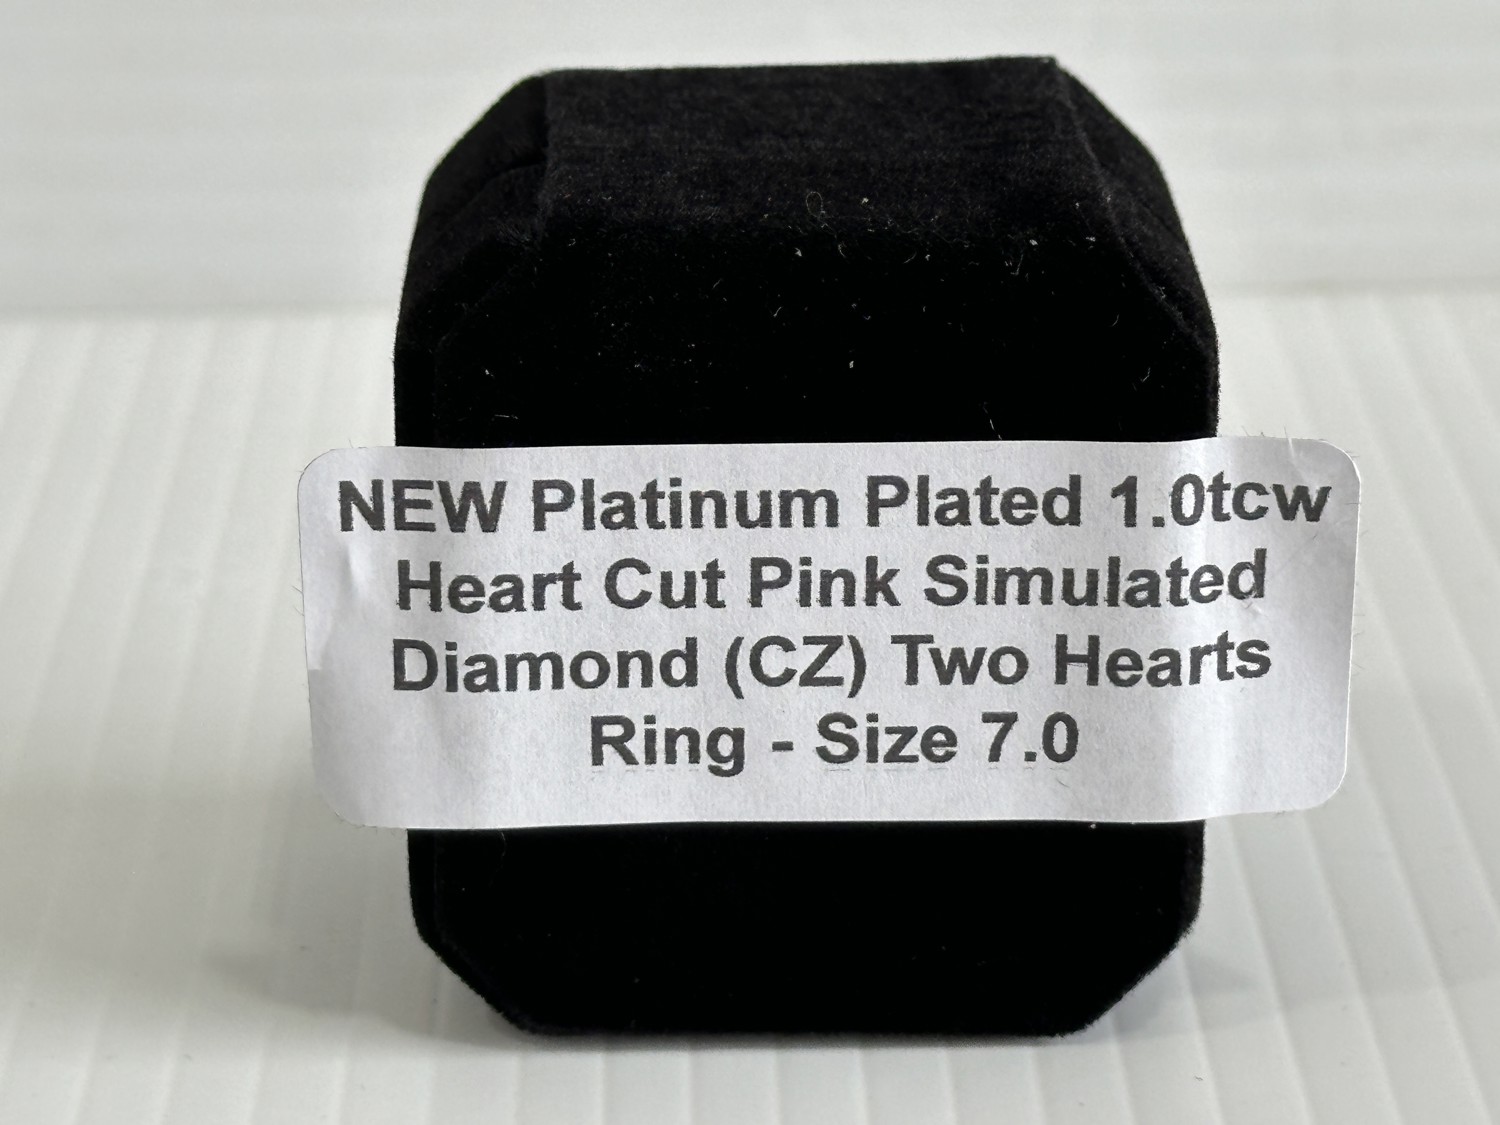 NEW Platinum Plated 1.0tcw
Heart Cut Pink Simulated
Diamond (CZ) Two Hearts
Ring - Size 7.0